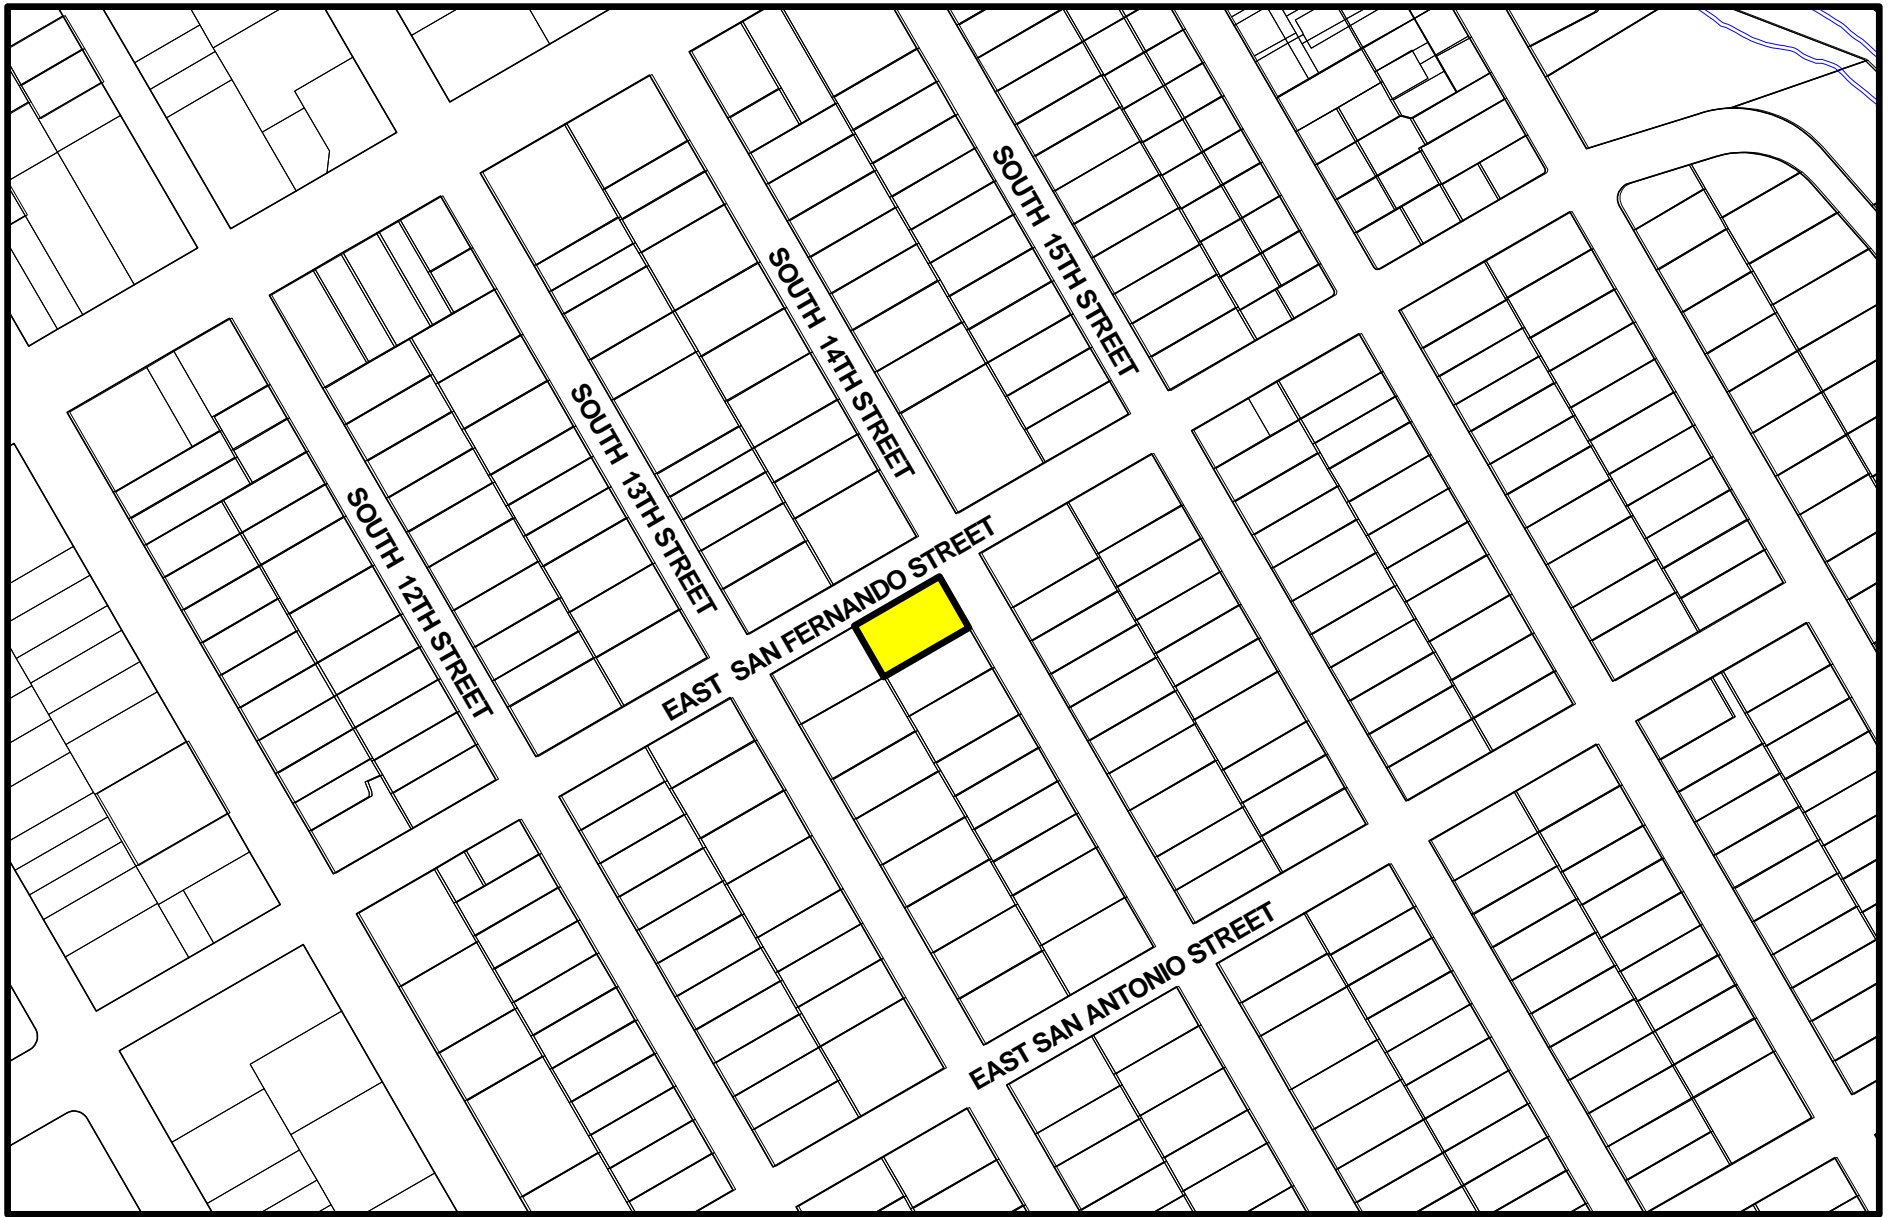 SOUTH 15TH STREET
SOUTH 14TH STREET
SOUTH 13TH STREET
SOUTH 12TH STREET
EAST SAN FERNANDO STREET
EAST SAN ANTONIO STREET